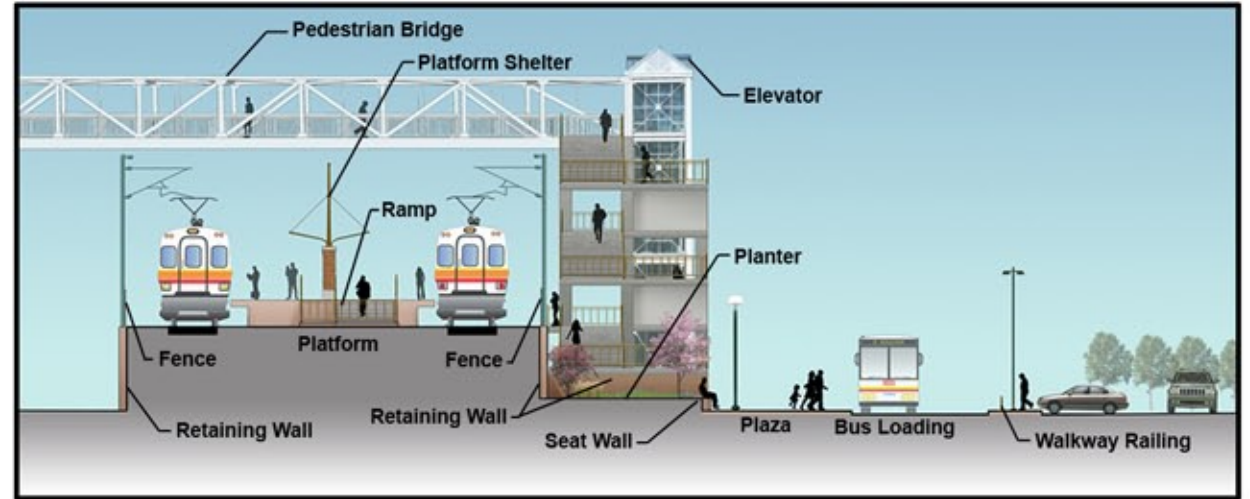 Pedestrian Bridge
Platform Shelter
Elevator
Ramp
Planter
Fence
Platform
Fence
Retaining Wall
Retaining Wall
Seat Wall
Plaza
Bus Loading
Walkway Railing